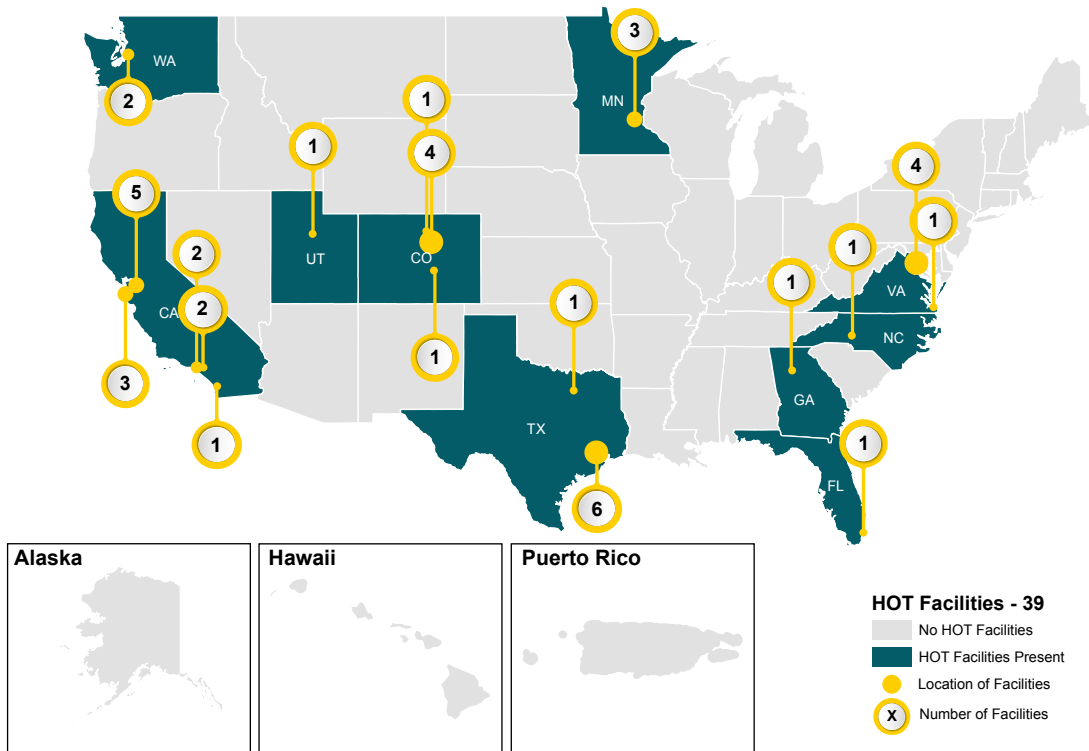 3
WA
MN
2
1
1
4
4
5
1
1
2
UT
CO
1
VA
1
2
CA
NC
1
3
GA
TX
1
1
FL
6
Alaska
Hawaii
Puerto Rico
HOT Facilities - 39
No HOT Facilities
HOT Facilities Present
Location of Facilities
X Number of Facilities